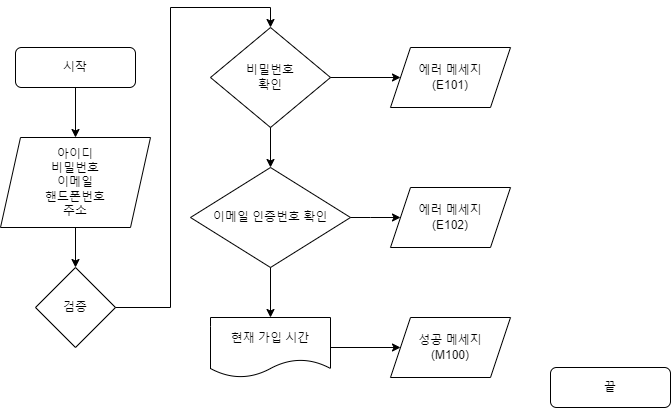 시작
아이디
비밀번호
이메일
핸드폰번호
주소
검증
비밀번호
확인
에러 메세지
(E101)
이메일 인증번호 확인
에러 메세지
(E102)
현재 가입 시간
성공 메세지
(M100)
끝